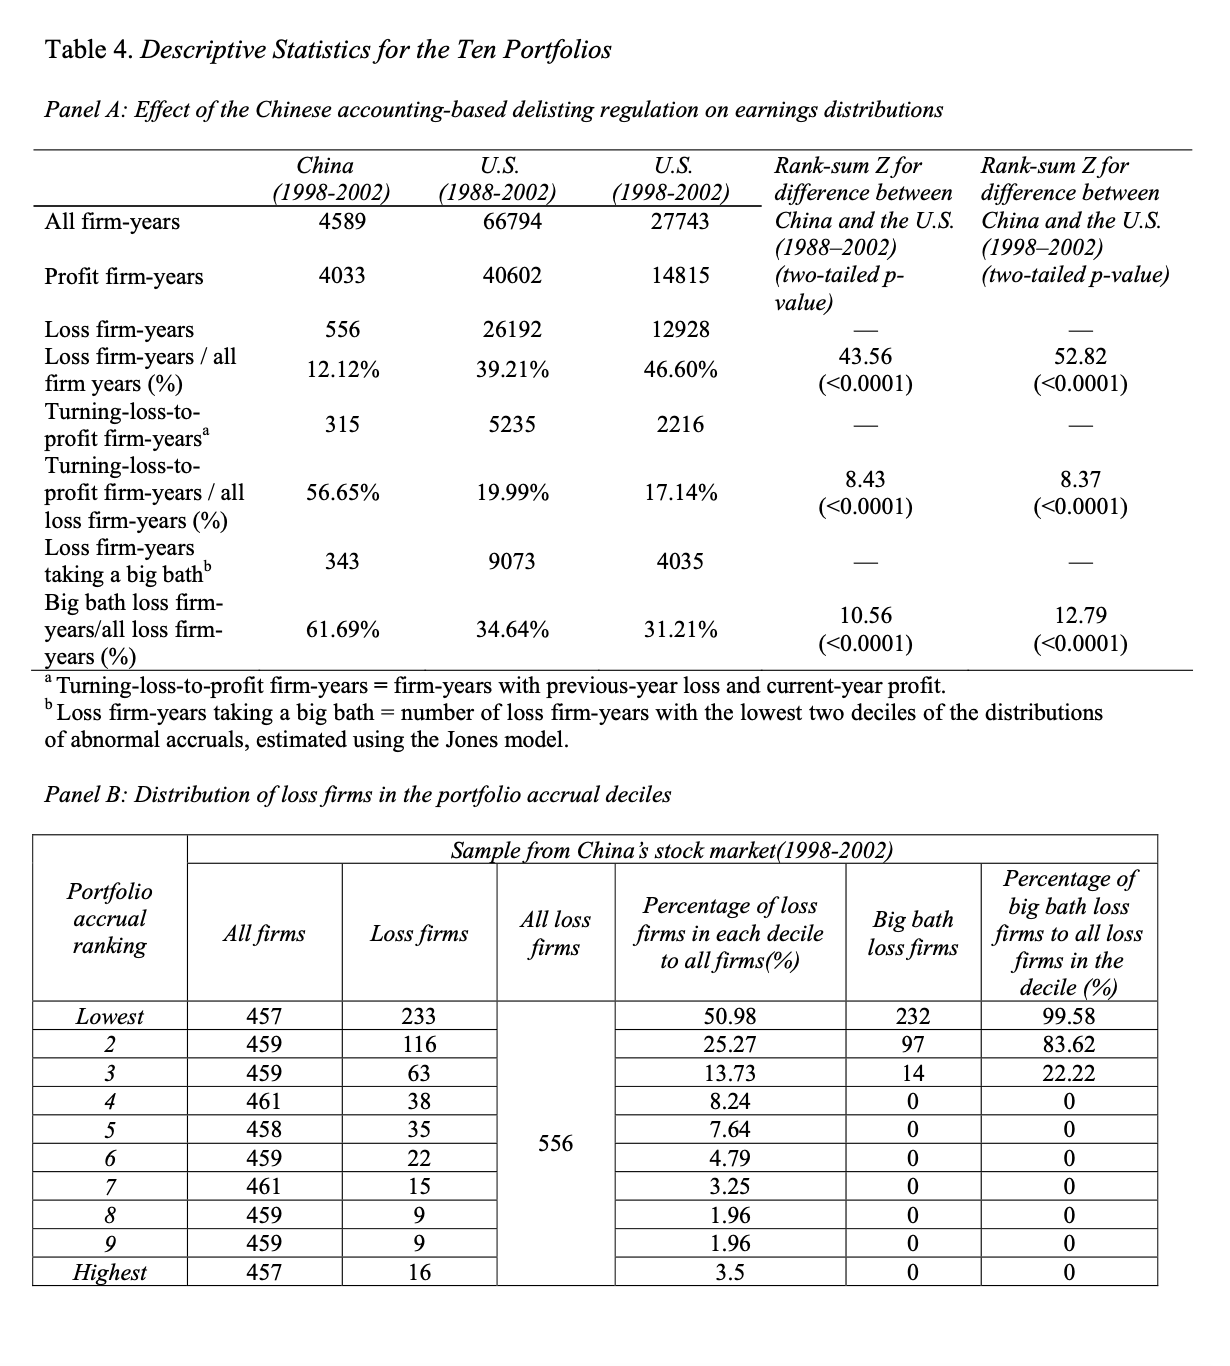 Table 4. Descriptive Statistics for the Ten Portfolios
Panel A: Effect of the Chinese accounting-based delisting regulation on earnings distributions
China (1998-2002) U.S. (1988-2002) U.S. (1998-2002) Rank-sum Z for difference between China and the U.S. (1988–2002) (two-tailed p-value) Rank-sum Z for difference between China and the U.S. (1998–2002) (two-tailed p-value)
All firm-years 4589 66794 27743
Profit firm-years 4033 40602 14815
Loss firm-years 556 26192 12928 — —
Loss firm-years / all firm years (%) 12.12% 39.21% 46.60% 43.56 (<0.0001) 52.82 (<0.0001)
Turning-loss-to-profit firm-yearsᵃ 315 5235 2216 — —
Turning-loss-to-profit firm-years / all loss firm-years (%) 56.65% 19.99% 17.14% 8.43 (<0.0001) 8.37 (<0.0001)
Loss firm-years taking a big bathᵇ 343 9073 4035 — —
Big bath loss firm-years/all loss firm-years (%) 61.69% 34.64% 31.21% 10.56 (<0.0001) 12.79 (<0.0001)
ᵃ Turning-loss-to-profit firm-years = firm-years with previous-year loss and current-year profit.
ᵇ Loss firm-years taking a big bath = number of loss firm-years with the lowest two deciles of the distributions
of abnormal accruals, estimated using the Jones model.
Panel B: Distribution of loss firms in the portfolio accrual deciles
Portfolio accrual ranking Sample from China’s stock market(1998-2002)
All firms Loss firms All loss firms Percentage of loss firms in each decile to all firms(%) Big bath loss firms Percentage of big bath loss firms to all loss firms in the decile (%)
Lowest 457 233 556 50.98 232 99.58
2 459 116 25.27 97 83.62
3 459 63 13.73 14 22.22
4 461 38 8.24 0 0
5 458 35 7.64 0 0
6 459 22 4.79 0 0
7 461 15 3.25 0 0
8 459 9 1.96 0 0
9 459 9 1.96 0 0
Highest 457 16 3.5 0 0